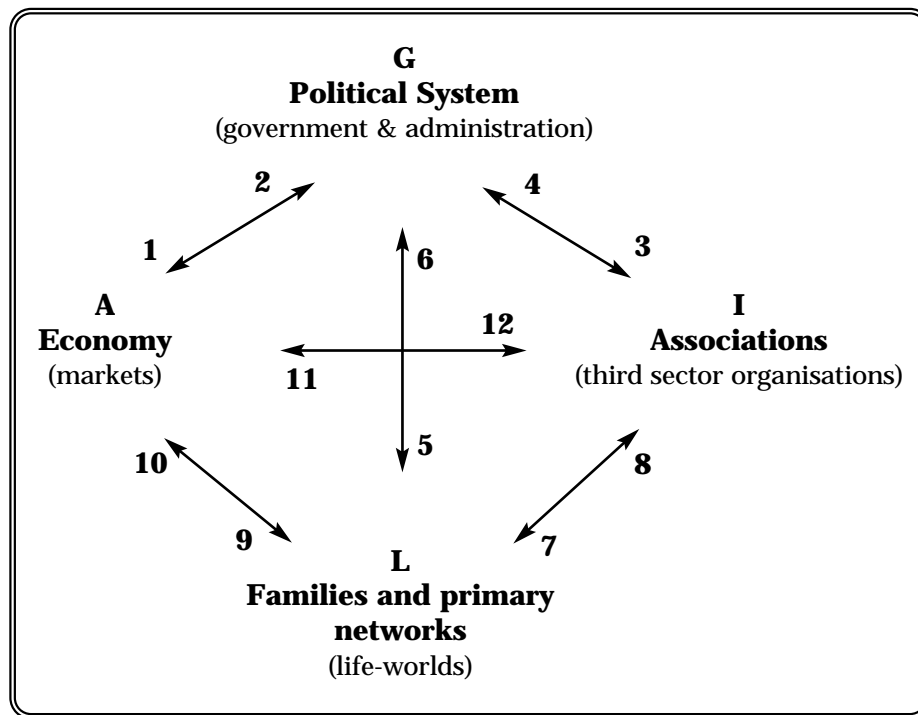 G
Political System
(government & administration)
2
4
1
3
6
A
Economy
(markets)
12
I
Associations
(third sector organisations)
11
5
10
8
9
7
L
Families and primary
networks
(life-worlds)